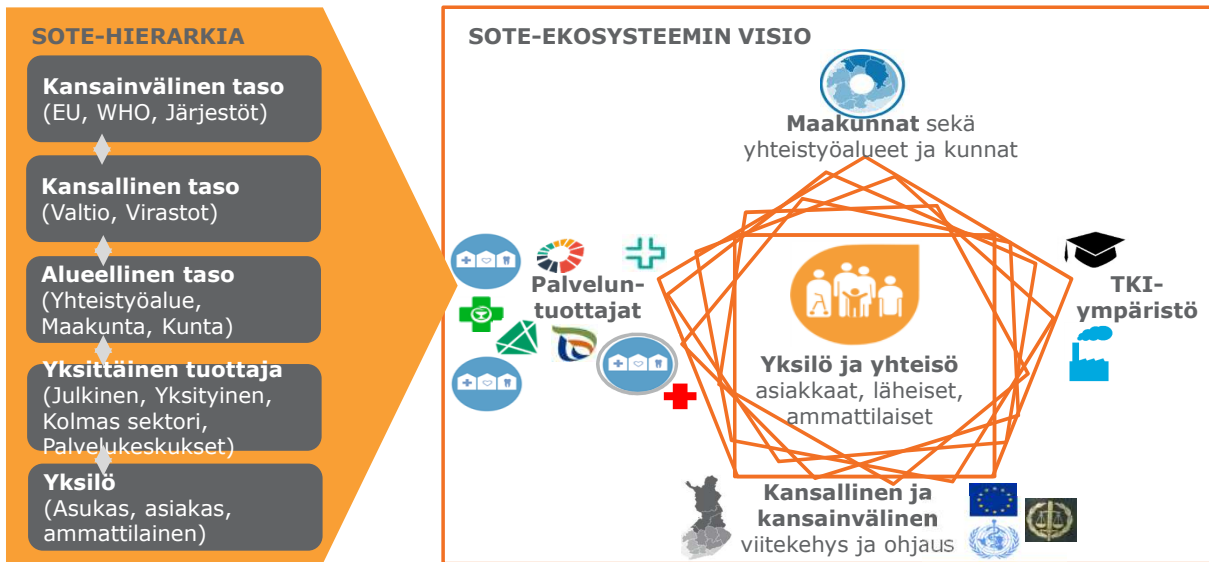 SOTE-HIERARKIA
Kansainvälinen taso
(EU, WHO, Järjestöt)
Kansallinen taso
(Valtio, Virastot)
Alueellinen taso
(Yhteistyöalue,
Maakunta, Kunta)
Yksittäinen tuottaja
(Julkinen, Yksityinen,
Kolmas sektori,
Palvelukeskukset)
Yksilö
(Asukas, asiakas,
ammattilainen)
SOTE-EKOSYSTEEMIN VISIO
Maakunnat sekä
yhteistyöalueet ja kunnat
Palvelun-
tuottajat
TKI-
ympäristö
Yksilö ja yhteisö
asiakkaat, läheiset,
ammattilaiset
Kansallinen ja
kansainvälinen
viitekehys ja ohjaus